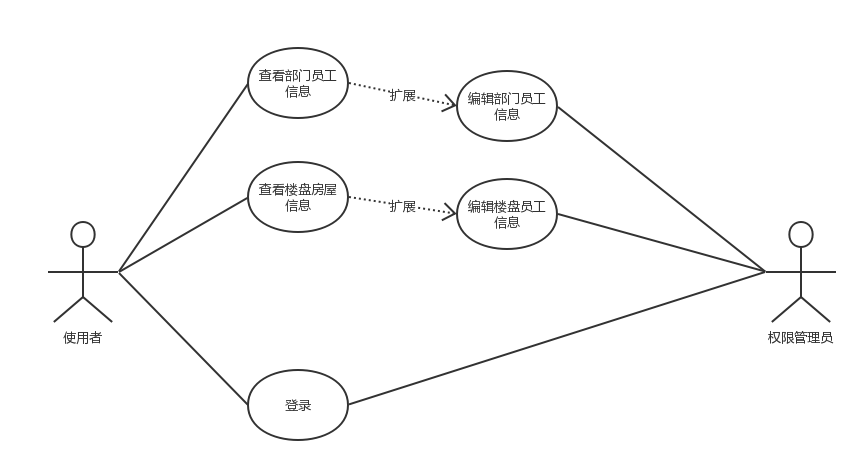 查看部门员工
信息
扩展
编辑部门员工
信息
查看楼盘房屋
信息
扩展
编辑楼盘员工
信息
使用者
权限管理员
登录